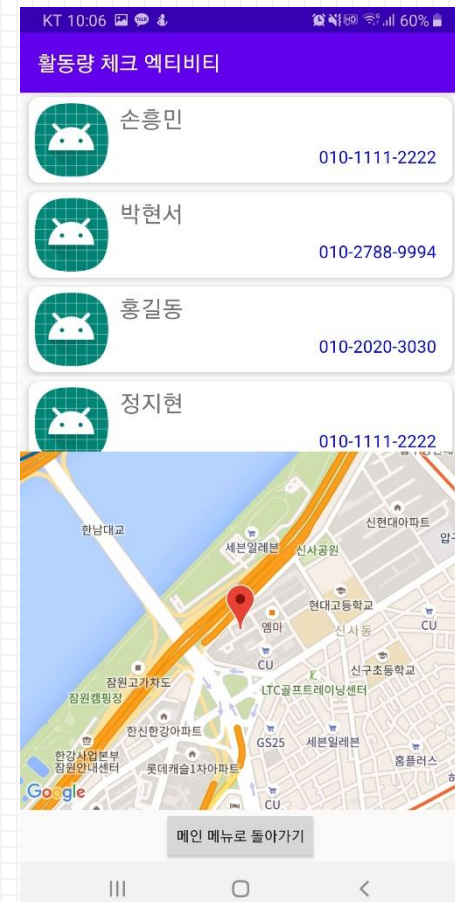 KT 10:06
HD 60%
활동량 체크 엑티비티
손흥민
010-1111-2222
박현서
010-2788-9994
홍길동
010-2020-3030
정지현
010-1111-2222
한남대교
세븐일레븐
신사공원
신현대아파트
압구
현대고등학교
엠마
신사동
CU
CU
신구초등학교
잠원고가차도
LTC골프트레이닝센터
잠원캠핑장
한신한강아파트
GS25
세븐일레븐
한강사업본부
잠원안내센터
롯데캐슬1차아파트
홈플러스
Google
CU
메인 메뉴로 돌아가기